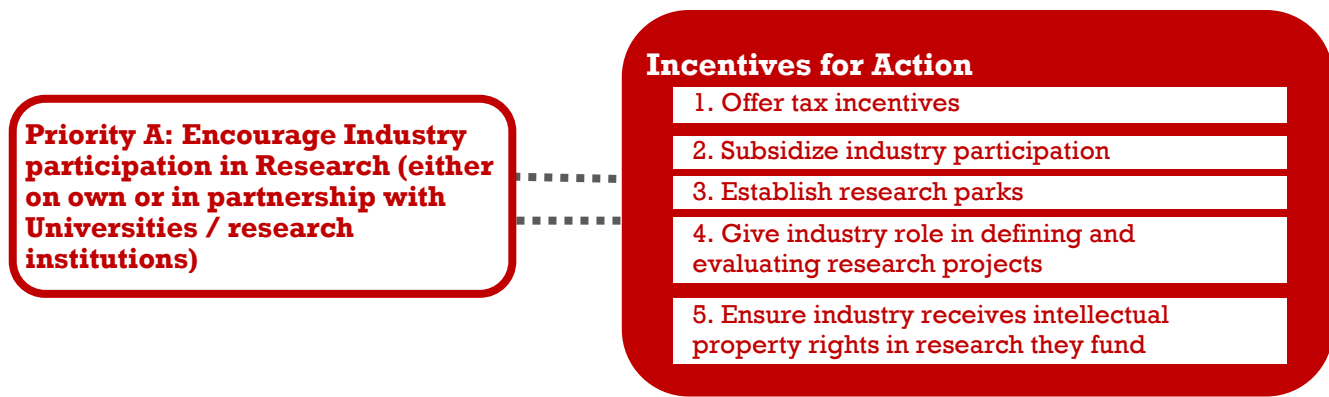 Priority A: Encourage Industry
participation in Research (either
on own or in partnership with
Universities / research
institutions)
Incentives for Action
1. Offer tax incentives
2. Subsidize industry participation
3. Establish research parks
4. Give industry role in defining and
evaluating research projects
5. Ensure industry receives intellectual
property rights in research they fund